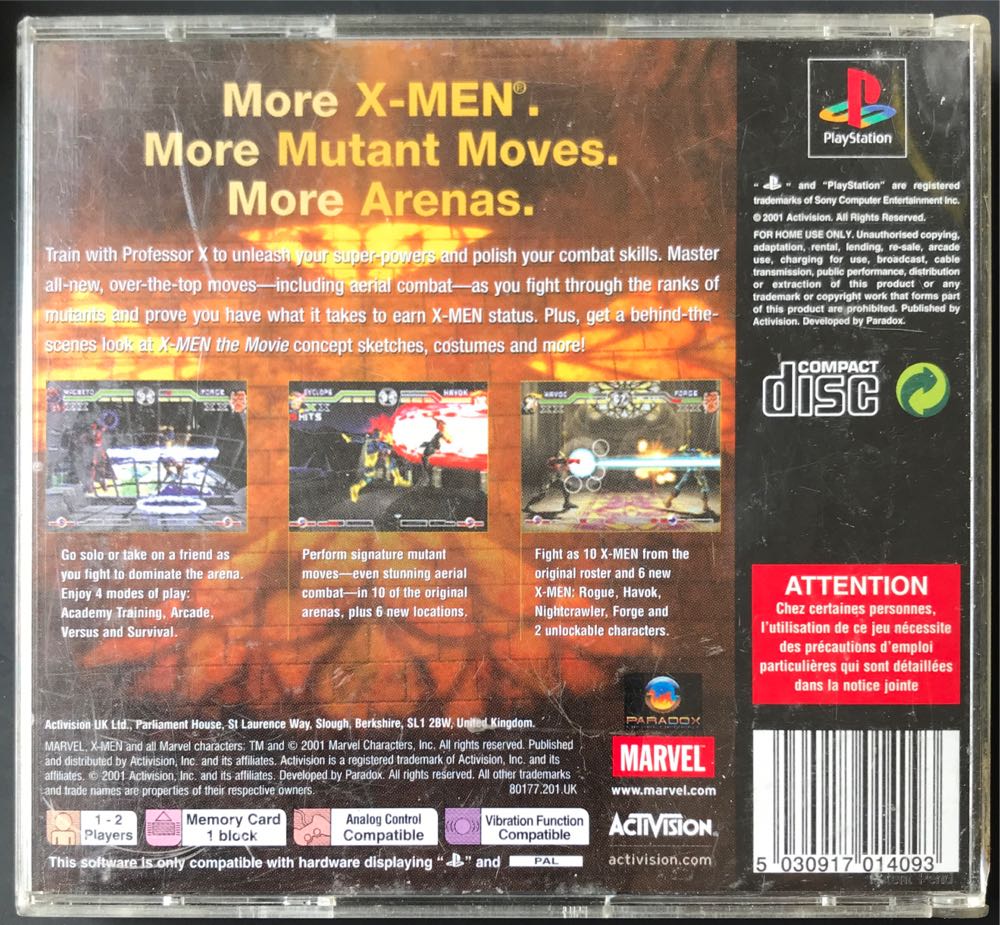 More X-MEN®.
More Mutant Moves.
More Arenas.
Train with Professor X to unleash your super-powers and polish your combat skills. Master
all-new, over-the-top moves—including aerial combat—as you fight through the ranks of
mutants and prove you have what it takes to earn X-MEN status. Plus, get a behind-the-
scenes look at X-MEN the Movie concept sketches, costumes and more!
MAGNETO FORGE
CYCLOPS HAVOK
HITS
HAVOC FORGE
Go solo or take on a friend as
you fight to dominate the arena.
Enjoy 4 modes of play:
Academy Training, Arcade,
Versus and Survival.
Perform signature mutant
moves—even stunning aerial
combat—in 10 of the original
arenas, plus 6 new locations.
Fight as 10 X-MEN from the
original roster and 6 new
X-MEN: Rogue, Havok,
Nightcrawler, Forge and
2 unlockable characters.
Activision UK Ltd., Parliament House, St Laurence Way, Slough, Berkshire, SL1 2BW, United Kingdom.
MARVEL, X-MEN and all Marvel characters: TM and © 2001 Marvel Characters, Inc. All rights reserved. Published
and distributed by Activision, Inc. and its affiliates. Activision is a registered trademark of Activision, Inc. and its
affiliates. © 2001 Activision, Inc. and its affiliates. Developed by Paradox. All rights reserved. All other trademarks
and trade names are properties of their respective owners. 80177.201.UK
1 - 2
Players
Memory Card
1 block
Analog Control
Compatible
Vibration Function
Compatible
This software is only compatible with hardware displaying " " and PAL
PARADOX
MARVEL
www.marvel.com
ACTIVISION.
activision.com
PlayStation
" " and "PlayStation" are registered
trademarks of Sony Computer Entertainment Inc.
© 2001 Activision. All Rights Reserved.
FOR HOME USE ONLY. Unauthorised copying,
adaptation, rental, lending, re-sale, arcade
use, charging for use, broadcast, cable
transmission, public performance, distribution
or extraction of this product or any
trademark or copyright work that forms part
of this product are prohibited. Published by
Activision. Developed by Paradox.
COMPACT
disc
ATTENTION
Chez certaines personnes,
l'utilisation de ce jeu nécessite
des précautions d'emploi
particulières qui sont détaillées
dans la notice jointe
5 030917 014093
Patent Pend